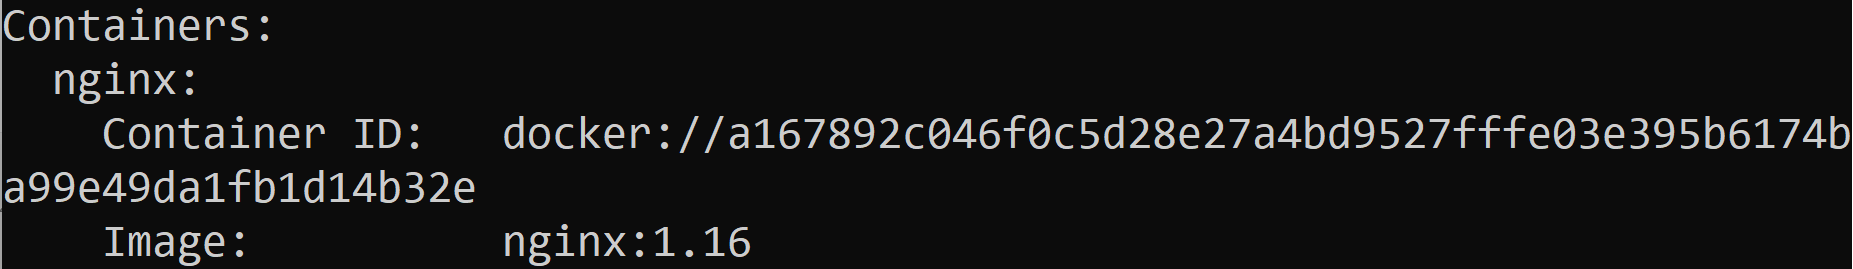 Containers:
  nginx:
    Container ID:   docker://a167892c046f0c5d28e27a4bd9527fffe03e395b6174b
a99e49da1fb1d14b32e
    Image:          nginx:1.16